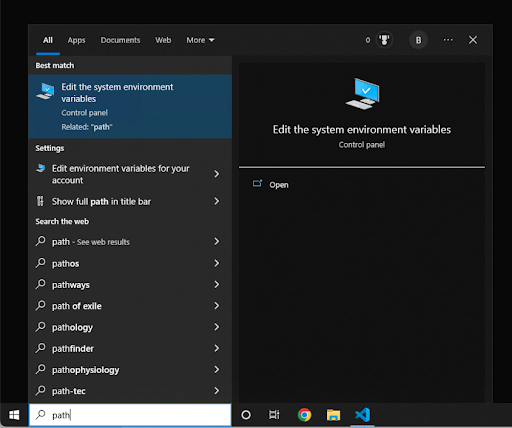 All Apps Documents Web More 0 B
Best match
Edit the system environment
variables
Control panel
Related: "path"
Settings
Edit environment variables for your
account
Show full path in title bar
Search the web
path - See web results
pathos
pathways
path of exile
pathology
pathfinder
pathophysiology
path-tec
path
Edit the system environment variables
Control panel
Open